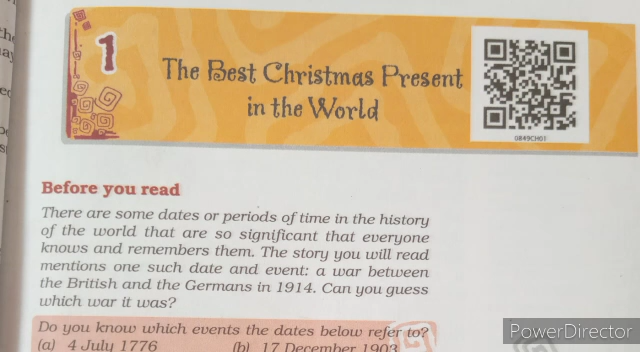 1
The Best Christmas Present
in the World
0849CH01
Before you read
There are some dates or periods of time in the history
of the world that are so significant that everyone
knows and remembers them. The story you will read
mentions one such date and event: a war between
the British and the Germans in 1914. Can you guess
which war it was?
Do you know which events the dates below refer to?
(a) 4 July 1776 (b) 17 December 1903
PowerDirector